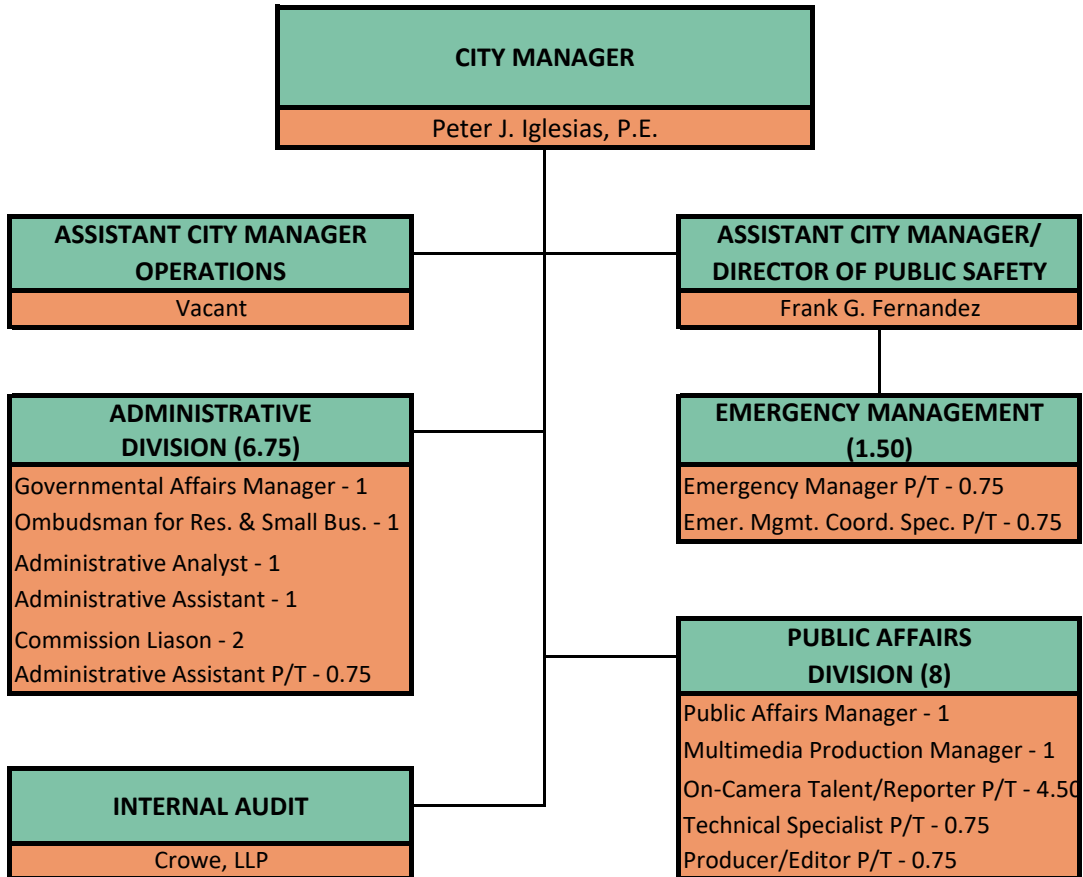 CITY MANAGER
Peter J. Iglesias, P.E.
ASSISTANT CITY MANAGER
OPERATIONS
Vacant
ASSISTANT CITY MANAGER/
DIRECTOR OF PUBLIC SAFETY
Frank G. Fernandez
ADMINISTRATIVE
DIVISION (6.75)
Governmental Affairs Manager - 1
Ombudsman for Res. & Small Bus. - 1
Administrative Analyst - 1
Administrative Assistant - 1
Commission Liason - 2
Administrative Assistant P/T - 0.75
EMERGENCY MANAGEMENT
(1.50)
Emergency Manager P/T - 0.75
Emer. Mgmt. Coord. Spec. P/T - 0.75
PUBLIC AFFAIRS
DIVISION (8)
Public Affairs Manager - 1
Multimedia Production Manager - 1
On-Camera Talent/Reporter P/T - 4.50
Technical Specialist P/T - 0.75
Producer/Editor P/T - 0.75
INTERNAL AUDIT
Crowe, LLP